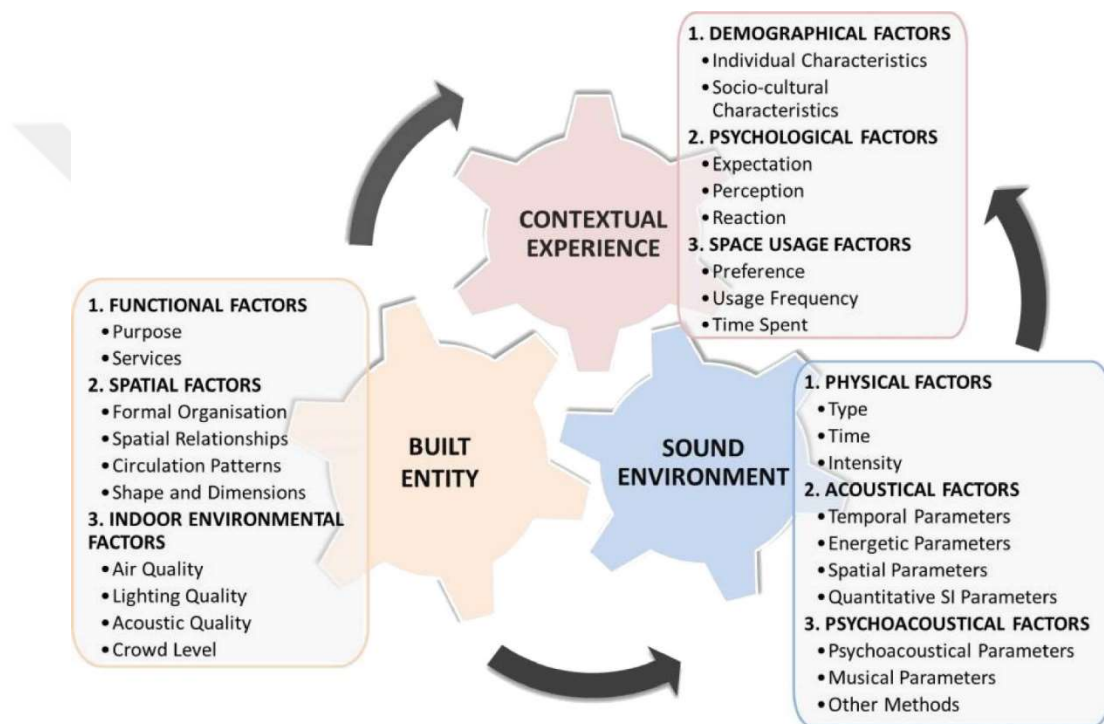 1. DEMOGRAPHICAL FACTORS
•Individual Characteristics
•Socio-cultural
Characteristics
2. PSYCHOLOGICAL FACTORS
•Expectation
•Perception
•Reaction
3. SPACE USAGE FACTORS
•Preference
•Usage Frequency
•Time Spent
CONTEXTUAL
EXPERIENCE
1. FUNCTIONAL FACTORS
•Purpose
•Services
2. SPATIAL FACTORS
•Formal Organisation
•Spatial Relationships
•Circulation Patterns
•Shape and Dimensions
3. INDOOR ENVIRONMENTAL
FACTORS
•Air Quality
•Lighting Quality
•Acoustic Quality
•Crowd Level
BUILT
ENTITY
SOUND
ENVIRONMENT
1. PHYSICAL FACTORS
•Type
•Time
•Intensity
2. ACOUSTICAL FACTORS
•Temporal Parameters
•Energetic Parameters
•Spatial Parameters
•Quantitative SI Parameters
3. PSYCHOACOUSTICAL FACTORS
•Psychoacoustical Parameters
•Musical Parameters
•Other Methods